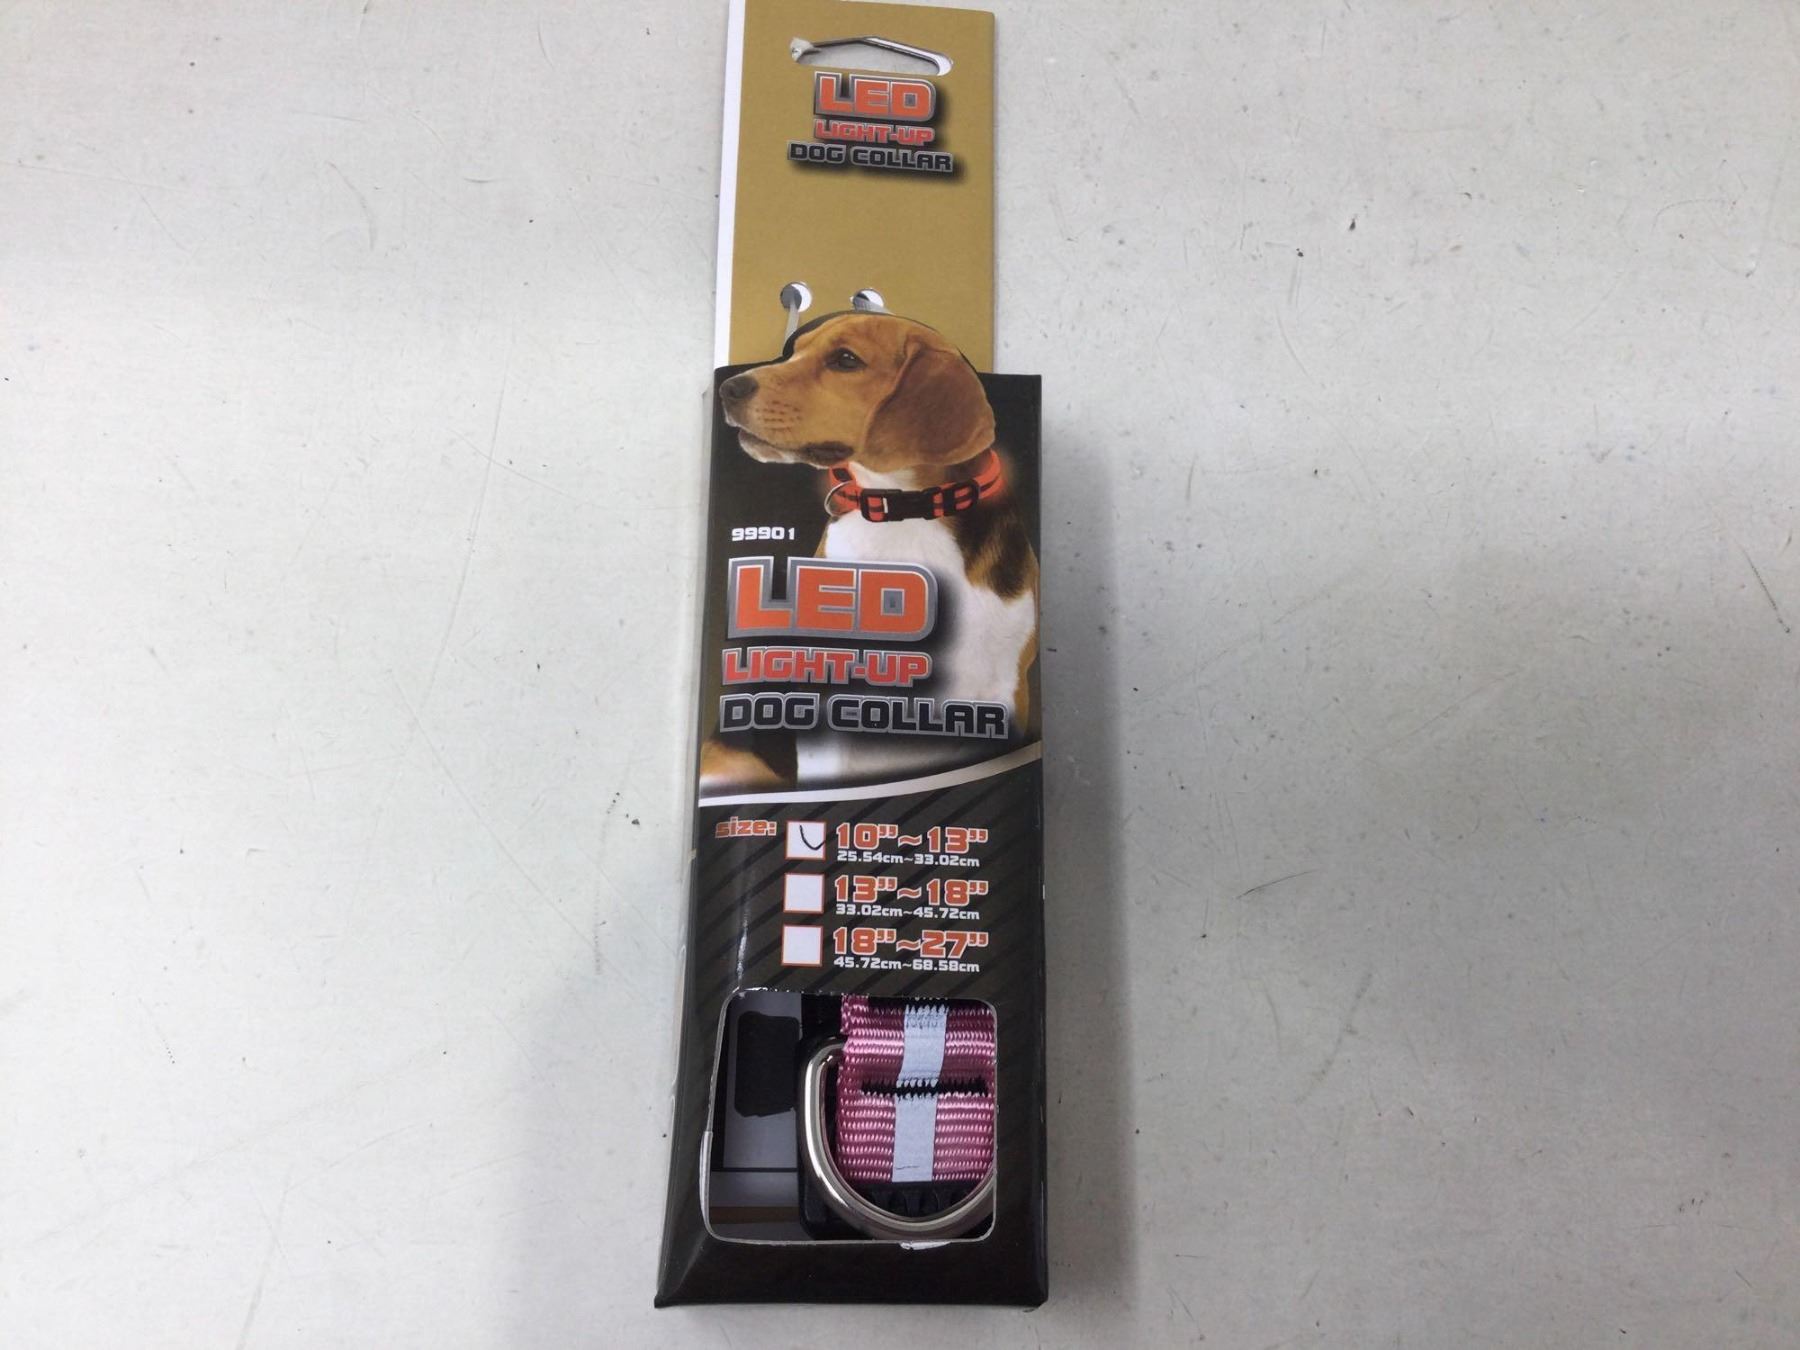 LED
LIGHT-UP
DOG COLLAR
99901
LED
LIGHT-UP
DOG COLLAR
size: 10"~13"
25.54cm~33.02cm
13"~18"
33.02cm~45.72cm
18"~27"
45.72cm~68.58cm